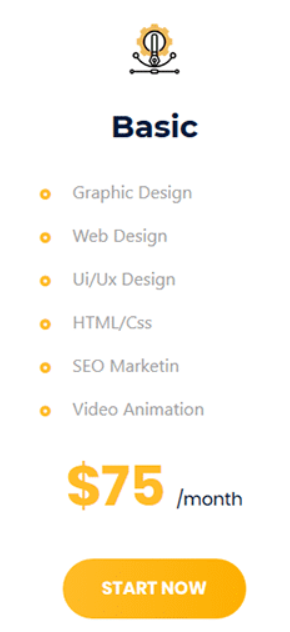 Basic
Graphic Design
Web Design
Ui/Ux Design
HTML/Css
SEO Marketin
Video Animation
$75 /month
START NOW